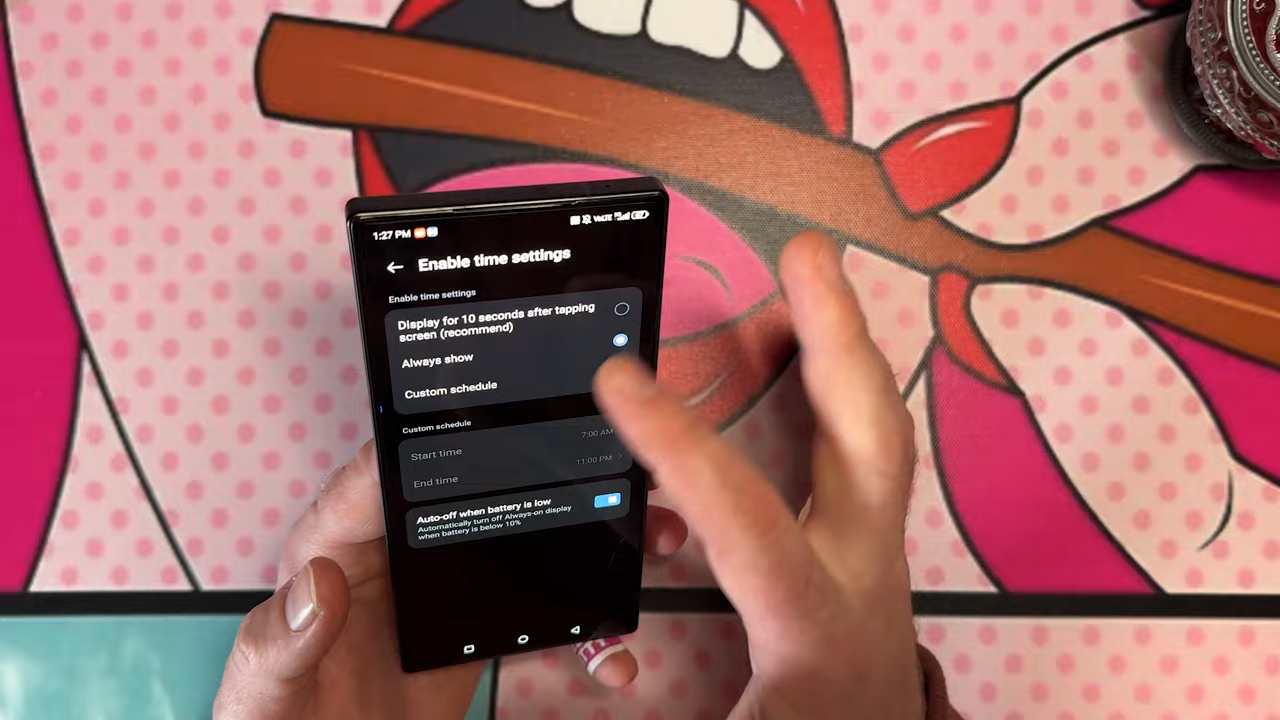 1:27 PM
VoLTE 5G
Enable time settings
Enable time settings
Display for 10 seconds after tapping
screen (recommend)
Always show
Custom schedule
Custom schedule
Start time
7:00 AM
End time
11:00 PM
Auto-off when battery is low
Automatically turn off Always-on display
when battery is below 10%